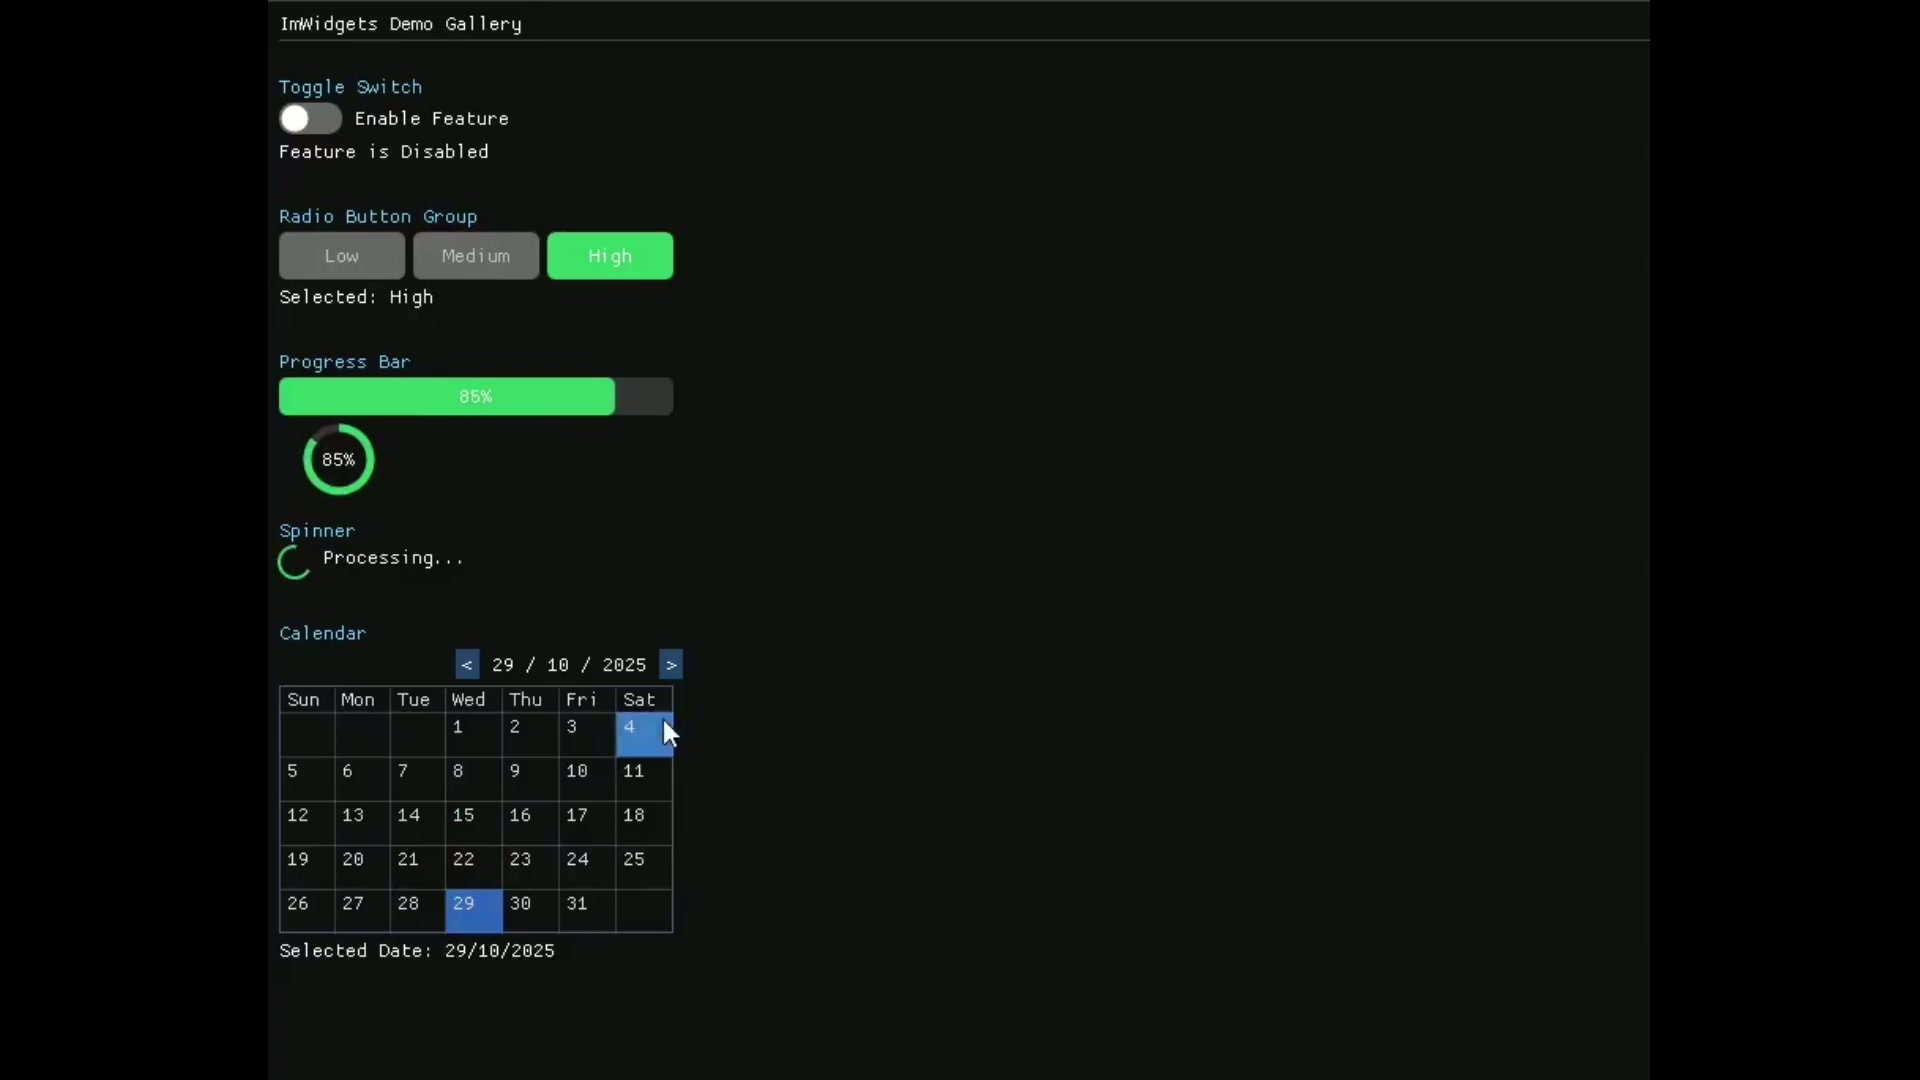 ImWidgets Demo Gallery
Toggle Switch
Enable Feature
Feature is Disabled
Radio Button Group
Low Medium High
Selected: High
Progress Bar
85%
85%
Spinner
Processing...
Calendar
< 29 / 10 / 2025 >
Sun Mon Tue Wed Thu Fri Sat
1 2 3 4
5 6 7 8 9 10 11
12 13 14 15 16 17 18
19 20 21 22 23 24 25
26 27 28 29 30 31
Selected Date: 29/10/2025